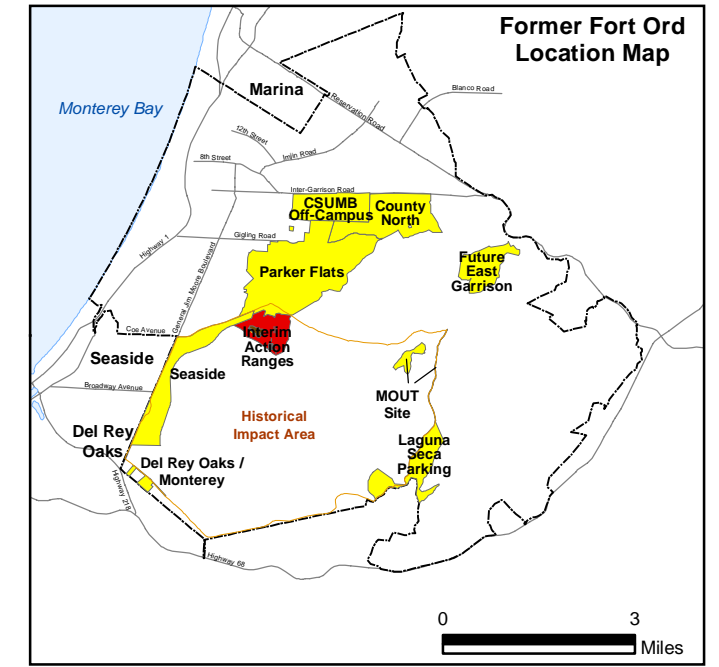 Former Fort Ord
Location Map
Marina
Monterey Bay
Blanco Road
Reservation Road
12th Street
Imjin Road
8th Street
Inter-Garrison Road
CSUMB
Off-Campus
County
North
Gigling Road
Highway 1
General Jim Moore Boulevard
Parker Flats
Future
East
Garrison
Coe Avenue
Interim
Action
Ranges
Seaside
Seaside
Broadway Avenue
MOUT
Site
Historical
Impact Area
Del Rey
Oaks
Laguna
Seca
Parking
Del Rey Oaks /
Monterey
Highway 218
Highway 68
0
3
Miles